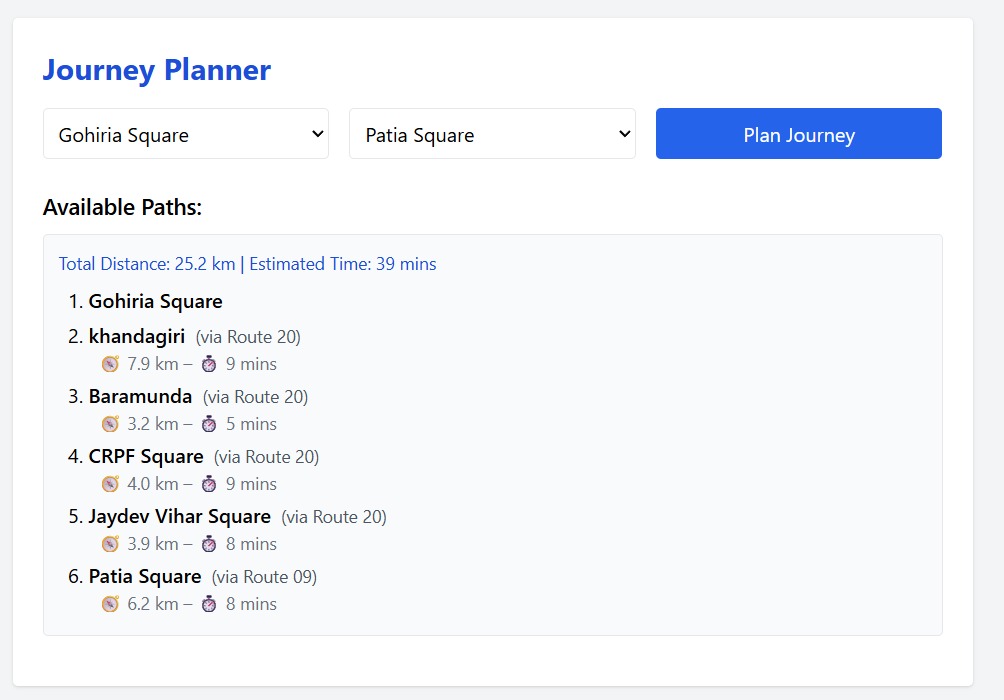 Journey Planner
Gohiria Square Patia Square Plan Journey
Available Paths:
Total Distance: 25.2 km | Estimated Time: 39 mins
1. Gohiria Square
2. khandagiri (via Route 20)
7.9 km – 9 mins
3. Baramunda (via Route 20)
3.2 km – 5 mins
4. CRPF Square (via Route 20)
4.0 km – 9 mins
5. Jaydev Vihar Square (via Route 20)
3.9 km – 8 mins
6. Patia Square (via Route 09)
6.2 km – 8 mins